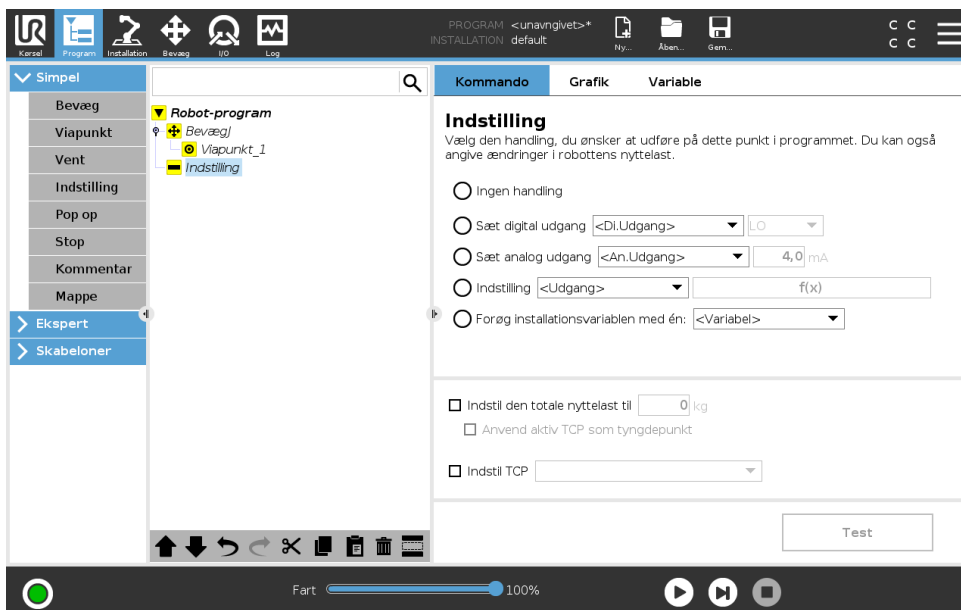 PROGRAM <unavngivet>*
INSTALLATION default
UR
Kørsel Program Installation Bevæg I/O Log Ny... Åben... Gem...
C C
C C
Simpel
Bevæg
Viapunkt
Vent
Indstilling
Pop op
Stop
Kommentar
Mappe
Ekspert
Skabeloner
Robot-program
BevægJ
Viapunkt_1
Indstilling
Kommando Grafik Variable
Indstilling
Vælg den handling, du ønsker at udføre på dette punkt i programmet. Du kan også
angive ændringer i robottens nyttelast.
Ingen handling
Sæt digital udgang <Di.Udgang> LO
Sæt analog udgang <An.Udgang> 4,0 mA
Indstilling <Udgang> f(x)
Forøg installationsvariablen med én: <Variabel>
Indstil den totale nyttelast til 0 kg
Anvend aktiv TCP som tyngdepunkt
Indstil TCP
Test
Fart 100%